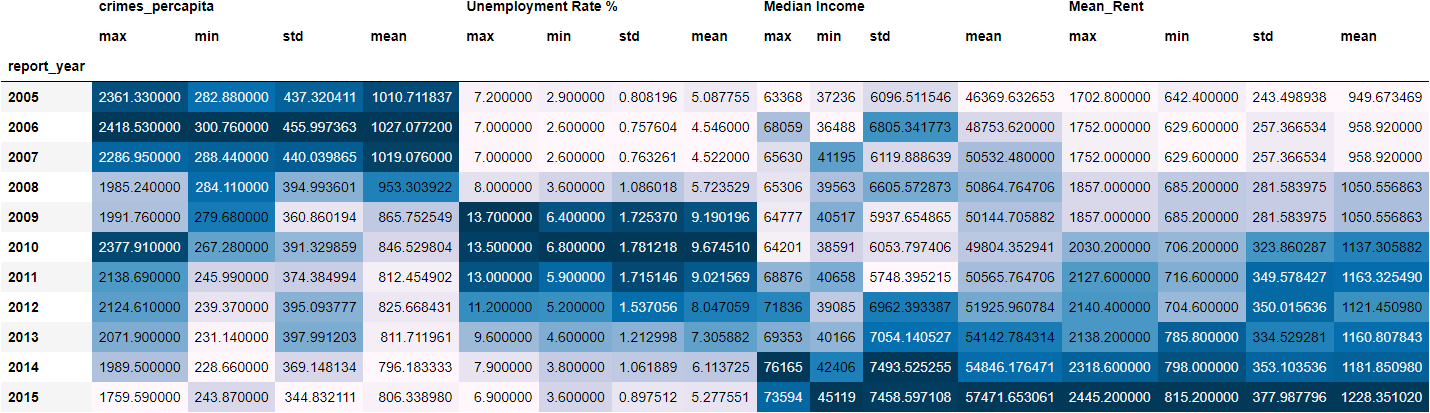 crimes_percapita Unemployment Rate % Median Income Mean_Rent
max min std mean max min std mean max min std mean max min std mean
report_year
2005 2361.330000 282.880000 437.320411 1010.711837 7.200000 2.900000 0.808196 5.087755 63368 37236 6096.511546 46369.632653 1702.800000 642.400000 243.498938 949.673469
2006 2418.530000 300.760000 455.997363 1027.077200 7.000000 2.600000 0.757604 4.546000 68059 36488 6805.341773 48753.620000 1752.000000 629.600000 257.366534 958.920000
2007 2286.950000 288.440000 440.039865 1019.076000 7.000000 2.600000 0.763261 4.522000 65630 41195 6119.888639 50532.480000 1752.000000 629.600000 257.366534 958.920000
2008 1985.240000 284.110000 394.993601 953.303922 8.000000 3.600000 1.086018 5.723529 65306 39563 6605.572873 50864.764706 1857.000000 685.200000 281.583975 1050.556863
2009 1991.760000 279.680000 360.860194 865.752549 13.700000 6.400000 1.725370 9.190196 64777 40517 5937.654865 50144.705882 1857.000000 685.200000 281.583975 1050.556863
2010 2377.910000 267.280000 391.329859 846.529804 13.500000 6.800000 1.781218 9.674510 64201 38591 6053.797406 49804.352941 2030.200000 706.200000 323.860287 1137.305882
2011 2138.690000 245.990000 374.384994 812.454902 13.000000 5.900000 1.715146 9.021569 68876 40658 5748.395215 50565.764706 2127.600000 716.600000 349.578427 1163.325490
2012 2124.610000 239.370000 395.093777 825.668431 11.200000 5.200000 1.537056 8.047059 71836 39085 6962.393387 51925.960784 2140.400000 704.600000 350.015636 1121.450980
2013 2071.900000 231.140000 397.991203 811.711961 9.600000 4.600000 1.212998 7.305882 69353 40166 7054.140527 54142.784314 2138.200000 785.800000 334.529281 1160.807843
2014 1989.500000 228.660000 369.148134 796.183333 7.900000 3.800000 1.061889 6.113725 76165 42406 7493.525255 54846.176471 2318.600000 798.000000 353.103536 1181.850980
2015 1759.590000 243.870000 344.832111 806.338980 6.900000 3.600000 0.897512 5.277551 73594 45119 7458.597108 57471.653061 2445.200000 815.200000 377.987796 1228.351020